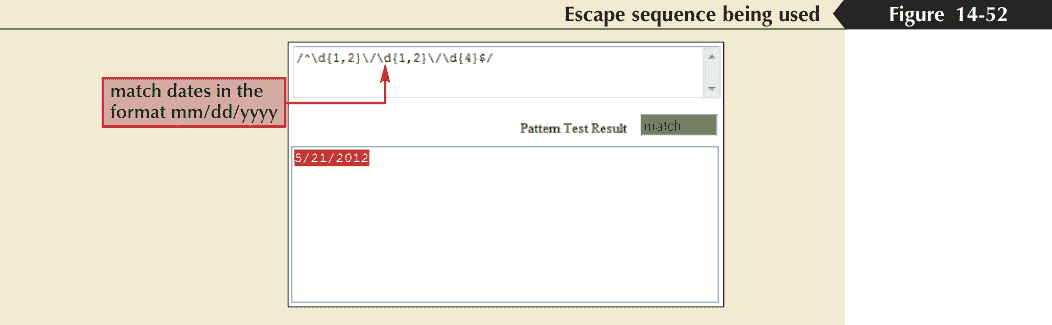 Escape sequence being used
Figure 14-52
/^\d{1,2}\/\d{1,2}\/\d{4}$/
match dates in the
format mm/dd/yyyy
Pattern Test Result
match
5/21/2012